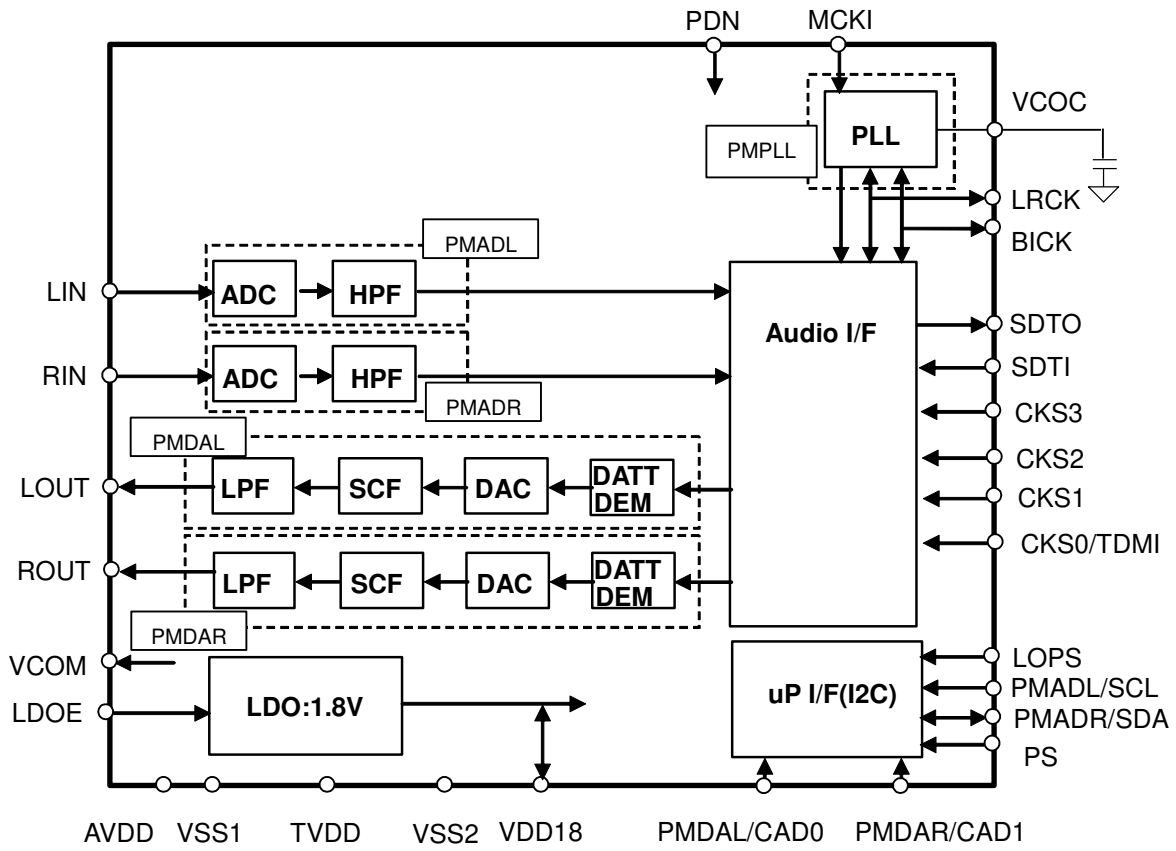 PDN
MCKI
VCOC
PLL
PMPLL
LRCK
BICK
PMADL
LIN
ADC
HPF
Audio I/F
SDTO
SDTI
RIN
ADC
HPF
PMADR
CKS3
PMDAL
CKS2
LOUT
LPF
SCF
DAC
DATT
DEM
CKS1
CKS0/TDMI
ROUT
LPF
SCF
DAC
DATT
DEM
PMDAR
VCOM
LOPS
uP I/F(I2C)
PMADL/SCL
LDOE
LDO:1.8V
PMADR/SDA
PS
AVDD
VSS1
TVDD
VSS2
VDD18
PMDAL/CAD0
PMDAR/CAD1